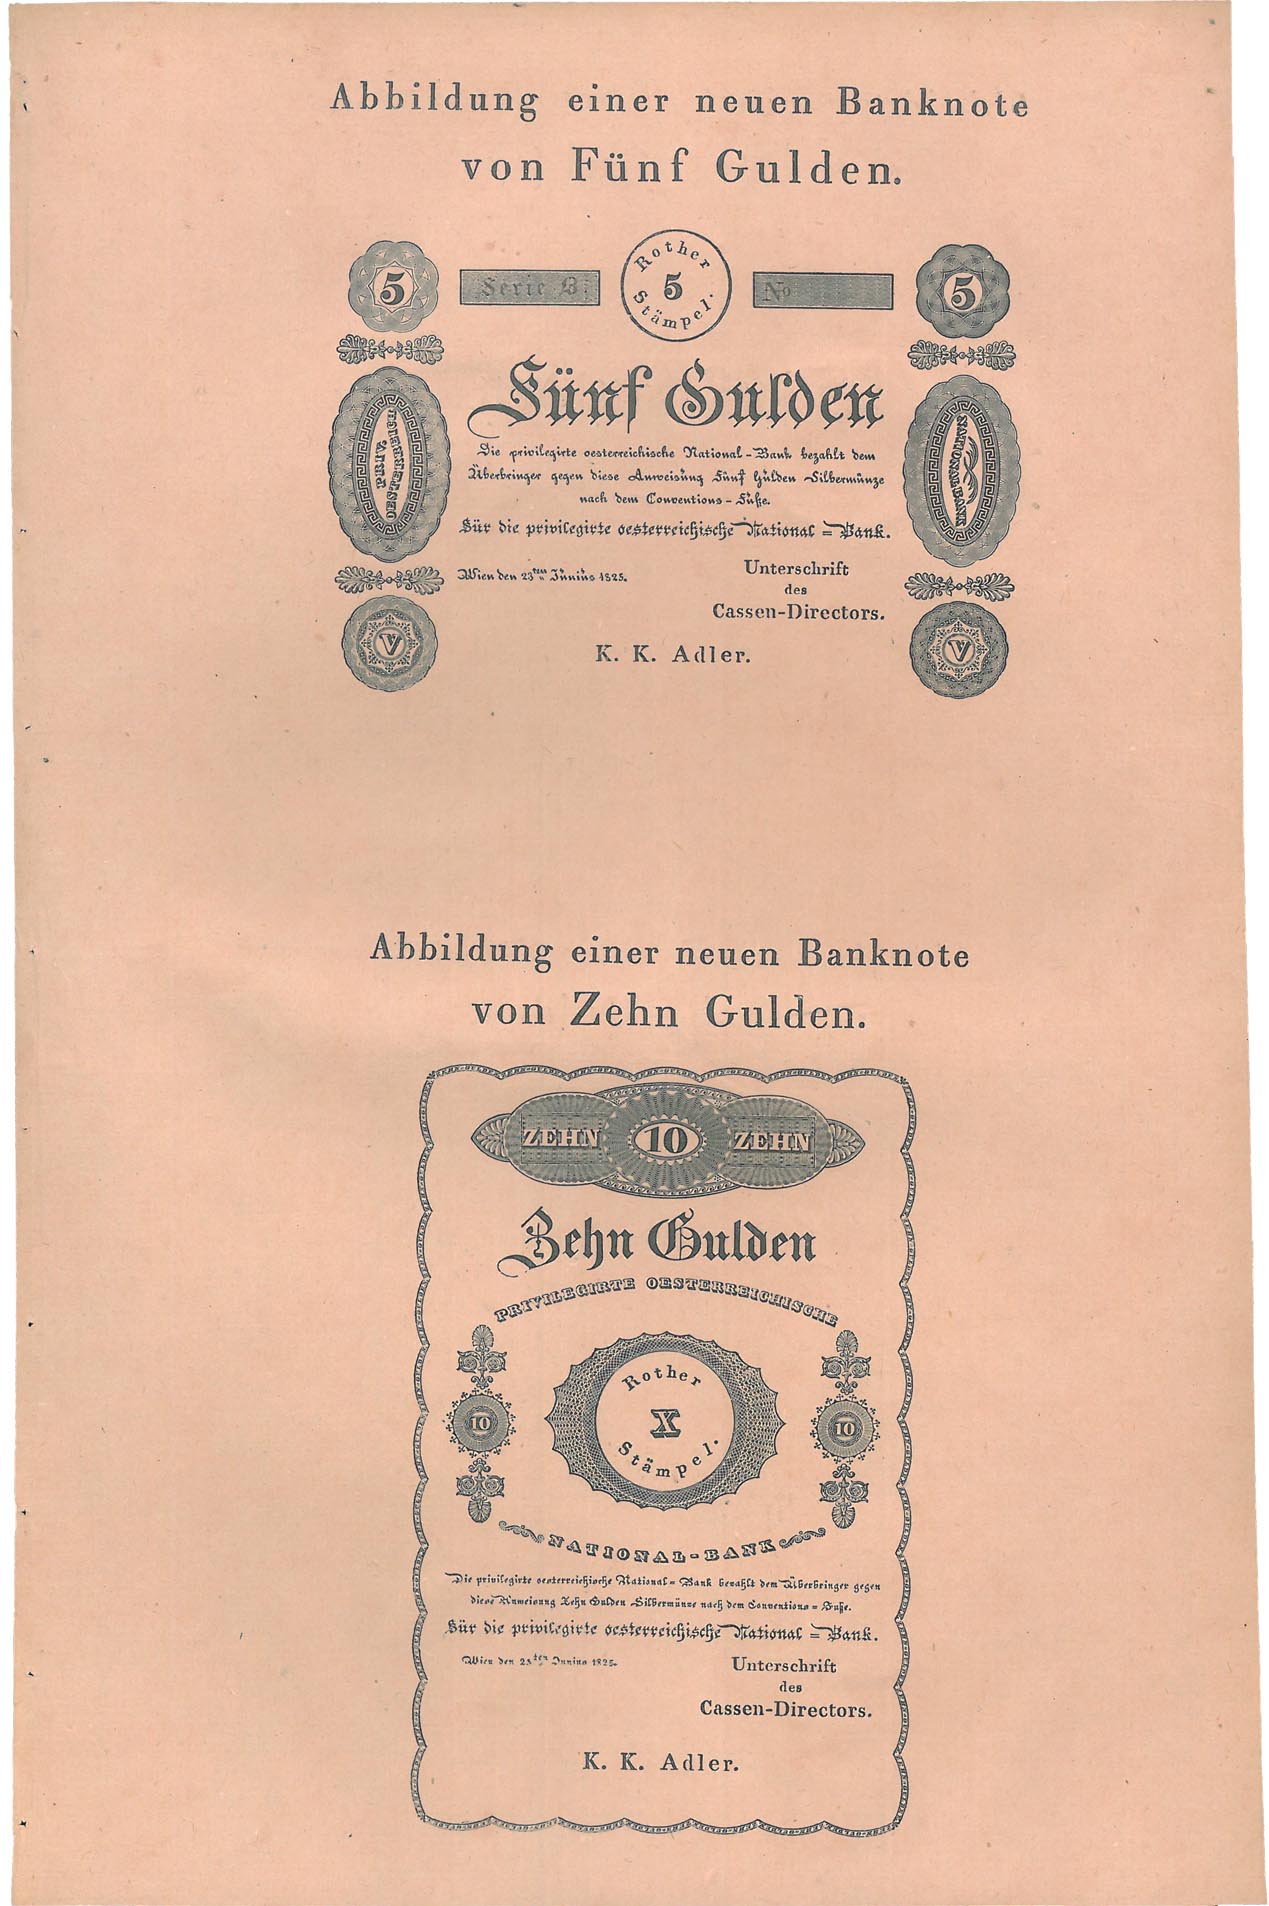 Abbildung einer neuen Banknote
von Fünf Gulden.
5
Serie B:
Rother
5
Stämpel.
No
5
Fünf Gulden
PRIV
OESTERREICH
NATIONAL BANK
Die privilegirte oesterreichische National-Bank bezahlt dem
Überbringer gegen diese Anweisung Fünf Gulden Silbermünze
nach dem Conventions-Fuße.
Für die privilegirte oesterreichische National=Bank.
Wien den 23ten Junius 1825.
Unterschrift
des
Cassen-Directors.
V
K. K. Adler.
V
Abbildung einer neuen Banknote
von Zehn Gulden.
ZEHN 10 ZEHN
Zehn Gulden
PRIVILEGIRTE OESTERREICHISCHE
10
Rother
X
Stämpel.
10
NATIONAL-BANK
Die privilegirte oesterreichische National=Bank bezahlt dem Überbringer gegen
diese Anweisung Zehn Gulden Silbermünze nach dem Conventions=Fuße.
Für die privilegirte oesterreichische National=Bank.
Wien den 23ten Junius 1825.
Unterschrift
des
Cassen-Directors.
K. K. Adler.